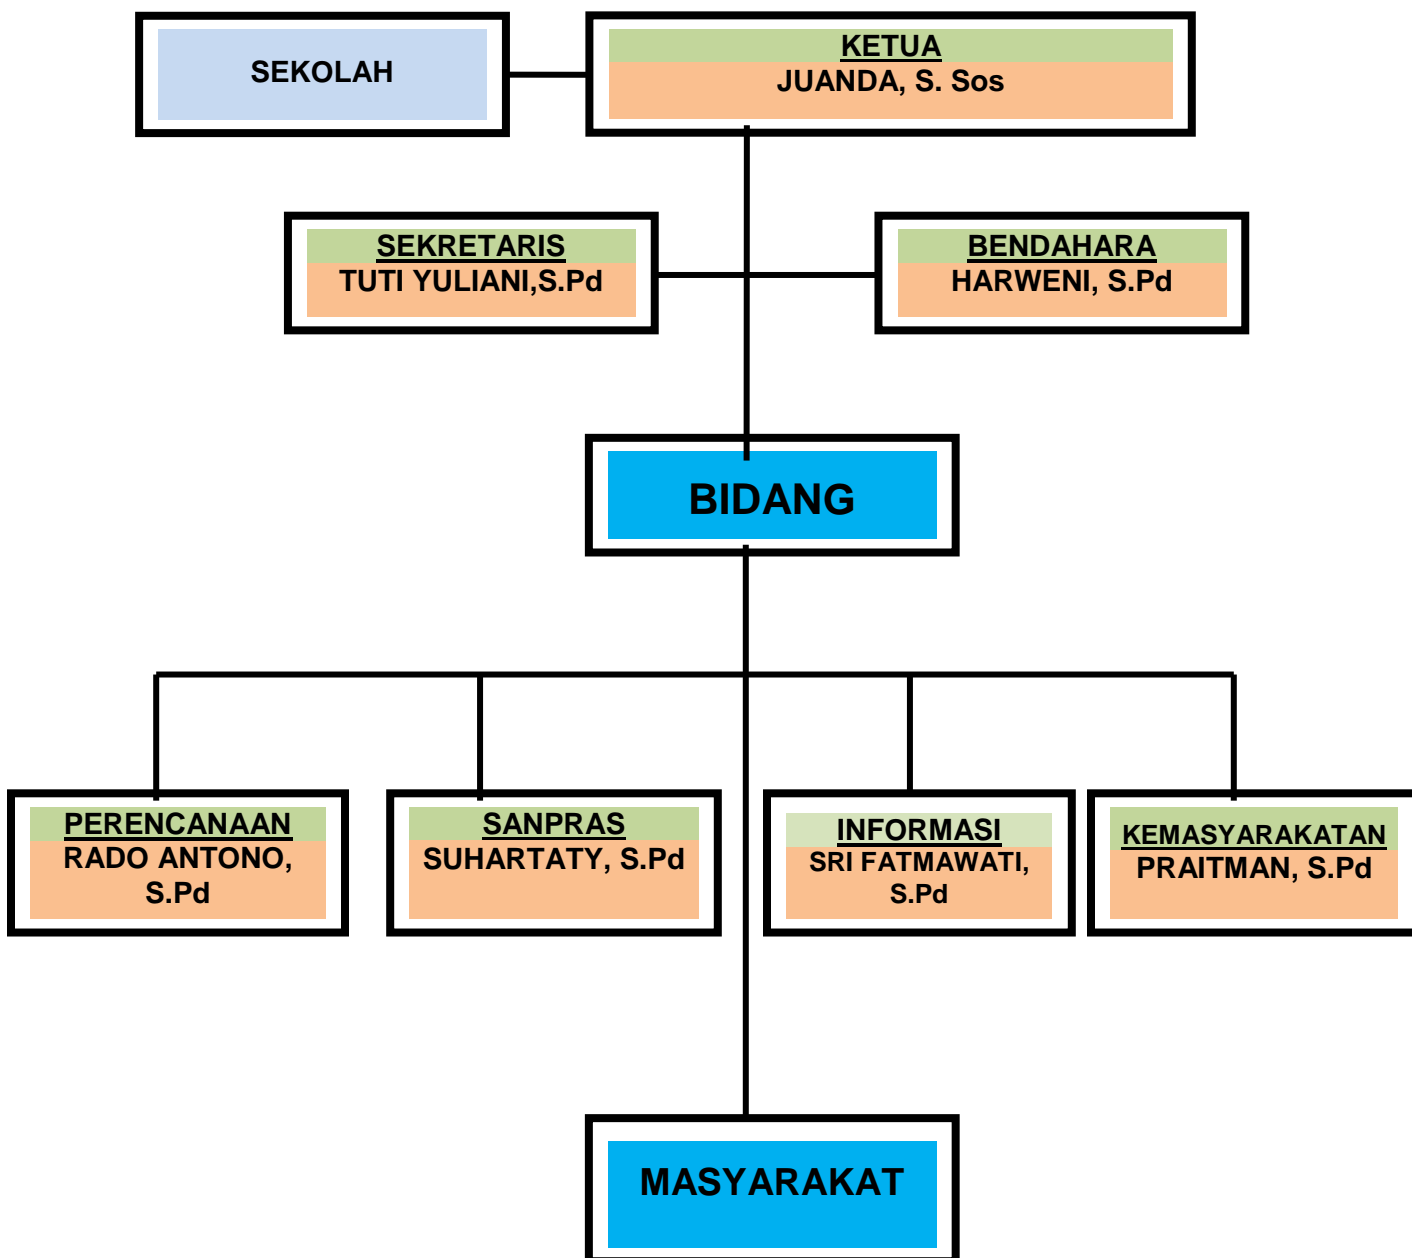 SEKOLAH
KETUA
JUANDA, S. Sos
SEKRETARIS
TUTI YULIANI,S.Pd
BENDAHARA
HARWENI, S.Pd
BIDANG
PERENCANAAN
RADO ANTONO,
S.Pd
SANPRAS
SUHARTATY, S.Pd
INFORMASI
SRI FATMAWATI,
S.Pd
KEMASYARAKATAN
PRAITMAN, S.Pd
MASYARAKAT